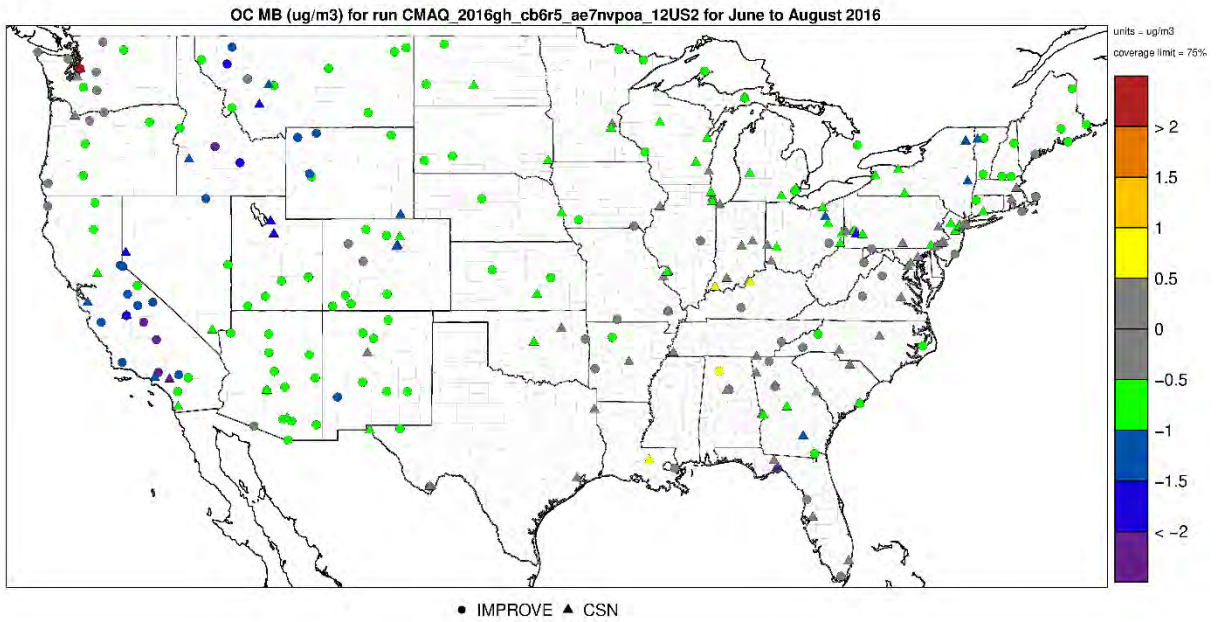 OC MB (ug/m3) for run CMAQ_2016gh_cb6r5_ae7nvpoa_12US2 for June to August 2016
units = ug/m3
coverage limit = 75%
> 2
1.5
1
0.5
0
−0.5
−1
−1.5
< −2
● IMPROVE ▲ CSN